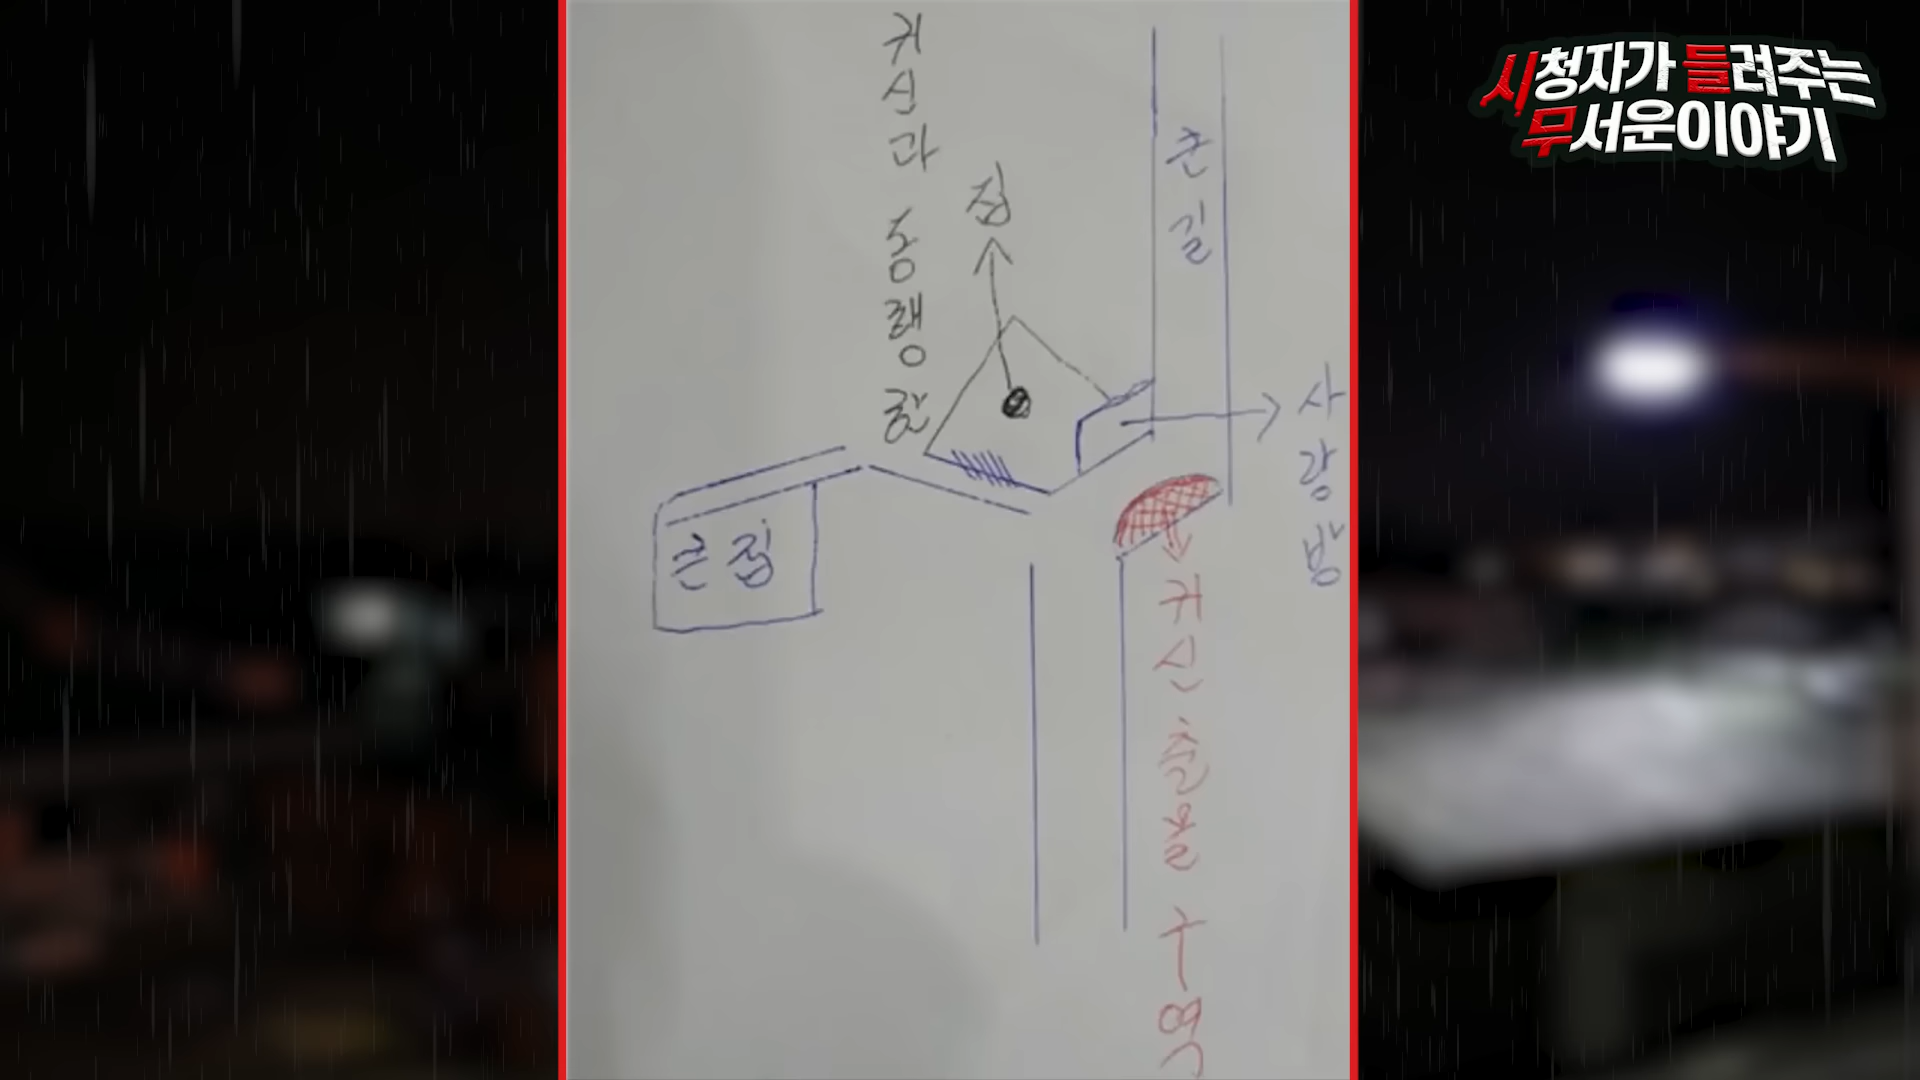 시청자가 들려주는
무서운이야기
귀신과 동행한
집
큰길
사랑방
큰집
귀신 출몰 구역